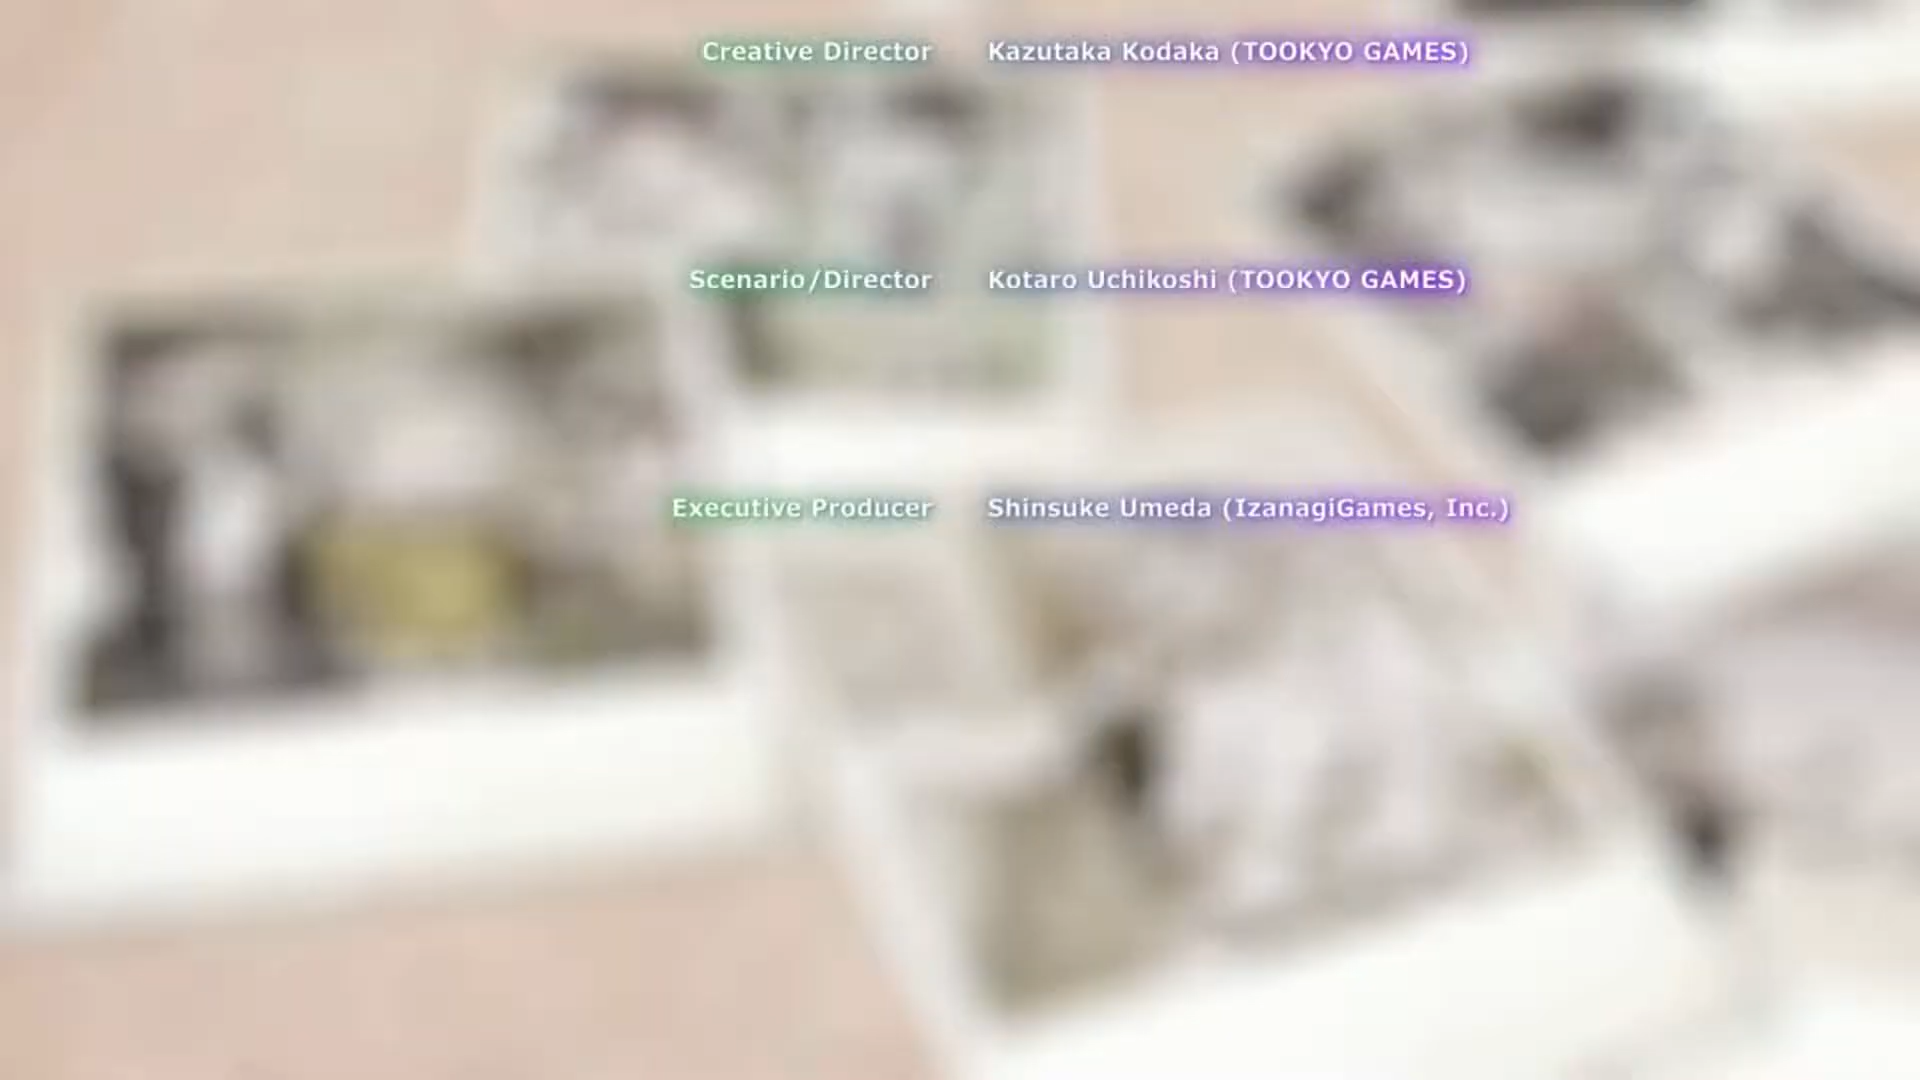 Creative Director Kazutaka Kodaka (TOOKYO GAMES)
Scenario/Director Kotaro Uchikoshi (TOOKYO GAMES)
Executive Producer Shinsuke Umeda (IzanagiGames, Inc.)